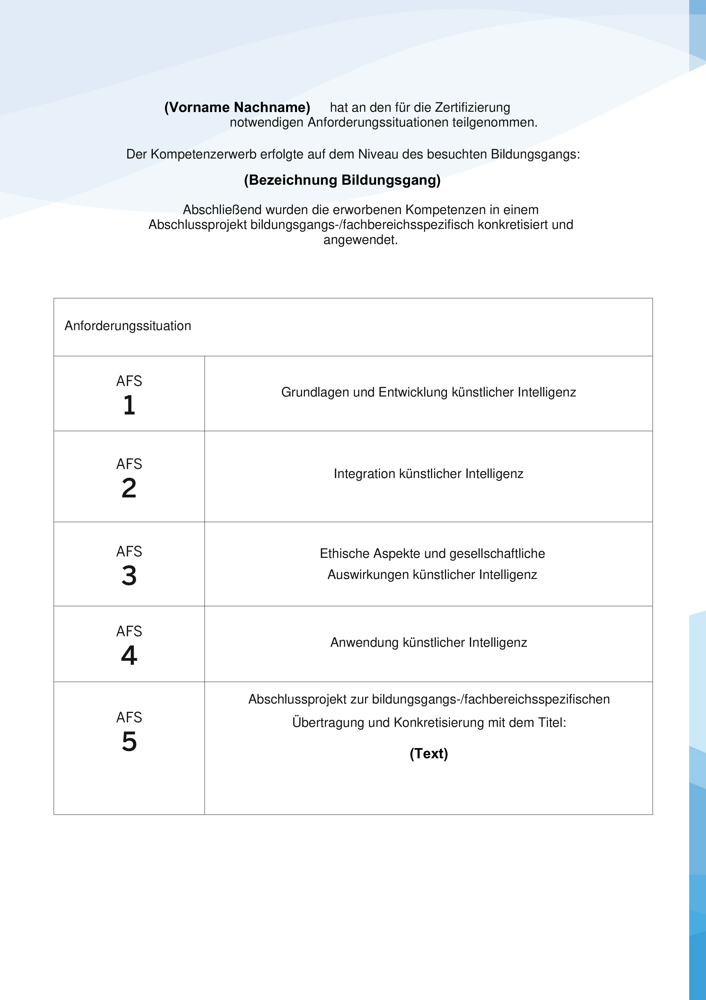 (Vorname Nachname) hat an den für die Zertifizierung
notwendigen Anforderungssituationen teilgenommen.
Der Kompetenzerwerb erfolgte auf dem Niveau des besuchten Bildungsgangs:
(Bezeichnung Bildungsgang)
Abschließend wurden die erworbenen Kompetenzen in einem
Abschlussprojekt bildungsgangs-/fachbereichsspezifisch konkretisiert und
angewendet.
Anforderungssituation
AFS
1
Grundlagen und Entwicklung künstlicher Intelligenz
AFS
2
Integration künstlicher Intelligenz
AFS
3
Ethische Aspekte und gesellschaftliche
Auswirkungen künstlicher Intelligenz
AFS
4
Anwendung künstlicher Intelligenz
AFS
5
Abschlussprojekt zur bildungsgangs-/fachbereichsspezifischen
Übertragung und Konkretisierung mit dem Titel:
(Text)